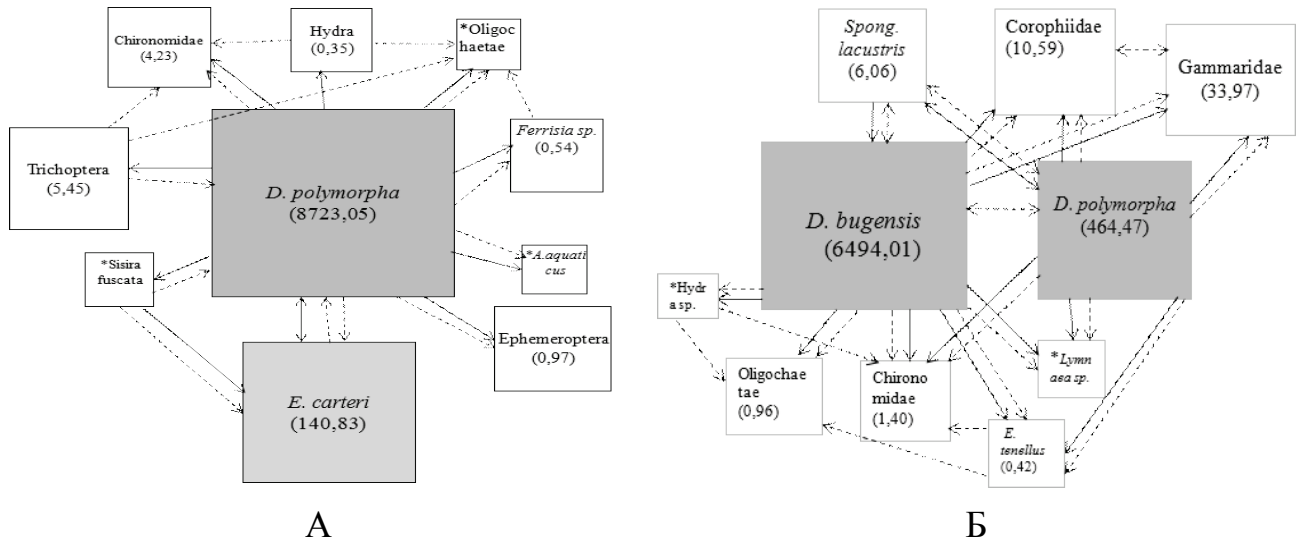 Chironomidae
(4,23)
Hydra
(0,35)
*Oligoc
haetae
Trichoptera
(5,45)
D. polymorpha
(8723,05)
Ferrisia sp.
(0,54)
*Sisira
fuscata
*A.aquati
cus
Ephemeroptera
(0,97)
E. carteri
(140,83)
А
Spong.
lacustris
(6,06)
Corophiidae
(10,59)
Gammaridae
(33,97)
D. bugensis
(6494,01)
D. polymorpha
(464,47)
*Hydr
a sp.
Oligochae
tae
(0,96)
Chirono
midae
(1,40)
*Lymn
aea sp.
E.
tenellus
(0,42)
Б